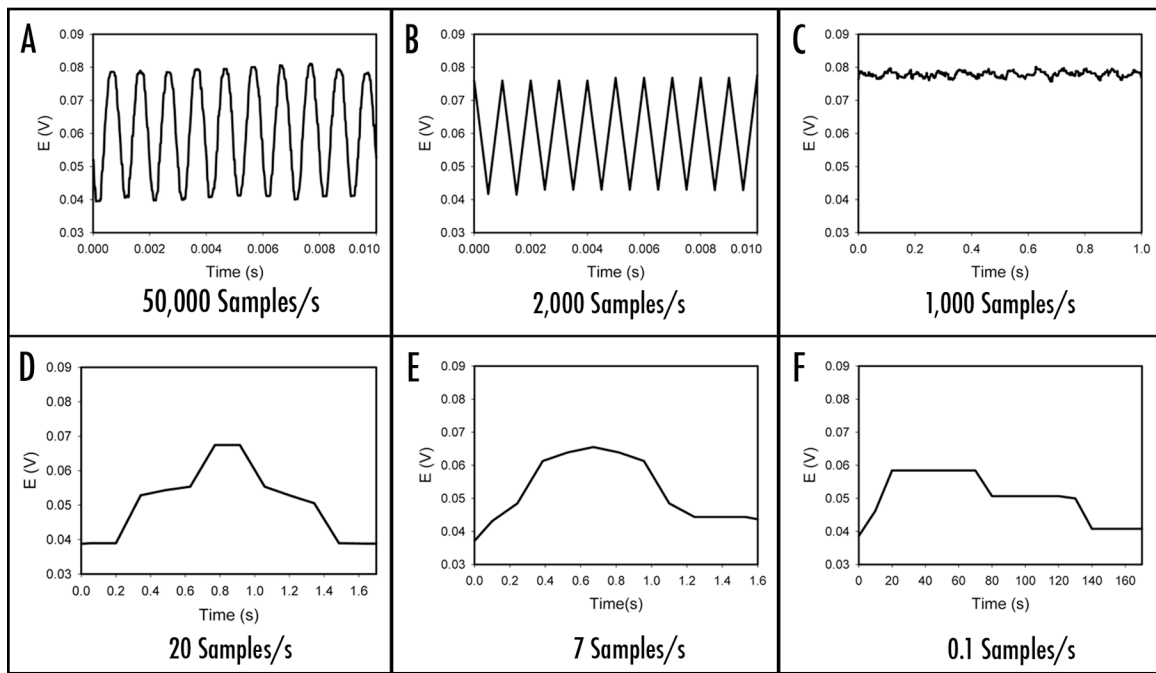 A
E (V)
0.09
0.08
0.07
0.06
0.05
0.04
0.03
0.000 0.002 0.004 0.006 0.008 0.010
Time (s)
50,000 Samples/s
B
E (V)
0.09
0.08
0.07
0.06
0.05
0.04
0.03
0.000 0.002 0.004 0.006 0.008 0.010
Time (s)
2,000 Samples/s
C
E (V)
0.09
0.08
0.07
0.06
0.05
0.04
0.03
0.0 0.2 0.4 0.6 0.8 1.0
Time (s)
1,000 Samples/s
D
E (V)
0.09
0.08
0.07
0.06
0.05
0.04
0.03
0.0 0.2 0.4 0.6 0.8 1.0 1.2 1.4 1.6
Time (s)
20 Samples/s
E
E (V)
0.09
0.08
0.07
0.06
0.05
0.04
0.03
0.0 0.2 0.4 0.6 0.8 1.0 1.2 1.4 1.6
Time(s)
7 Samples/s
F
E (V)
0.09
0.08
0.07
0.06
0.05
0.04
0.03
0 20 40 60 80 100 120 140 160
Time (s)
0.1 Samples/s